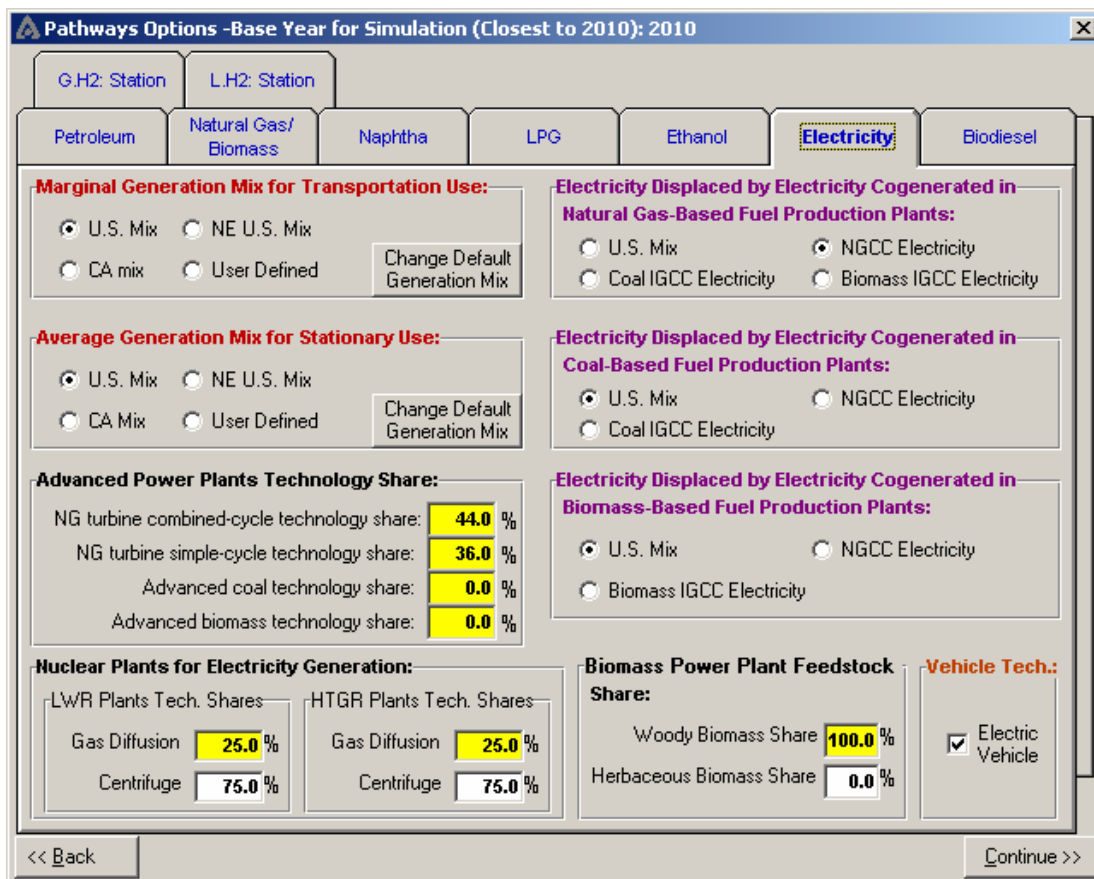 Pathways Options -Base Year for Simulation (Closest to 2010): 2010
G.H2: Station
L.H2: Station
Petroleum
Natural Gas/
Biomass
Naphtha
LPG
Ethanol
Electricity
Biodiesel
Marginal Generation Mix for Transportation Use:
U.S. Mix
NE U.S. Mix
CA mix
User Defined
Change Default
Generation Mix
Electricity Displaced by Electricity Cogenerated in
Natural Gas-Based Fuel Production Plants:
U.S. Mix
NGCC Electricity
Coal IGCC Electricity
Biomass IGCC Electricity
Average Generation Mix for Stationary Use:
U.S. Mix
NE U.S. Mix
CA Mix
User Defined
Change Default
Generation Mix
Electricity Displaced by Electricity Cogenerated in
Coal-Based Fuel Production Plants:
U.S. Mix
NGCC Electricity
Coal IGCC Electricity
Advanced Power Plants Technology Share:
NG turbine combined-cycle technology share: 44.0 %
NG turbine simple-cycle technology share: 36.0 %
Advanced coal technology share: 0.0 %
Advanced biomass technology share: 0.0 %
Electricity Displaced by Electricity Cogenerated in
Biomass-Based Fuel Production Plants:
U.S. Mix
NGCC Electricity
Biomass IGCC Electricity
Nuclear Plants for Electricity Generation:
LWR Plants Tech. Shares
Gas Diffusion 25.0 %
Centrifuge 75.0 %
HTGR Plants Tech. Shares
Gas Diffusion 25.0 %
Centrifuge 75.0 %
Biomass Power Plant Feedstock
Share:
Woody Biomass Share 100.0 %
Herbaceous Biomass Share 0.0 %
Vehicle Tech.:
Electric
Vehicle
<< Back
Continue >>